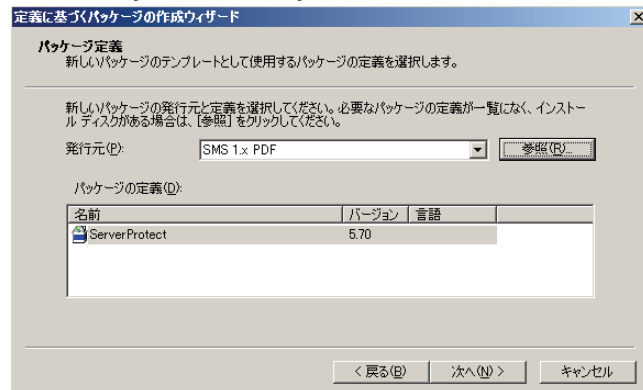 定義に基づくパッケージの作成ウィザード
パッケージ定義
新しいパッケージのテンプレートとして使用するパッケージの定義を選択します。
新しいパッケージの発行元と定義を選択してください。必要なパッケージの定義が一覧になく、インストー
ル ディスクがある場合は、[参照] をクリックしてください。
発行元(P): SMS 1.x PDF 参照(R)...
パッケージの定義(D):
名前 バージョン 言語
ServerProtect 5.70
< 戻る(B) 次へ(N) > キャンセル